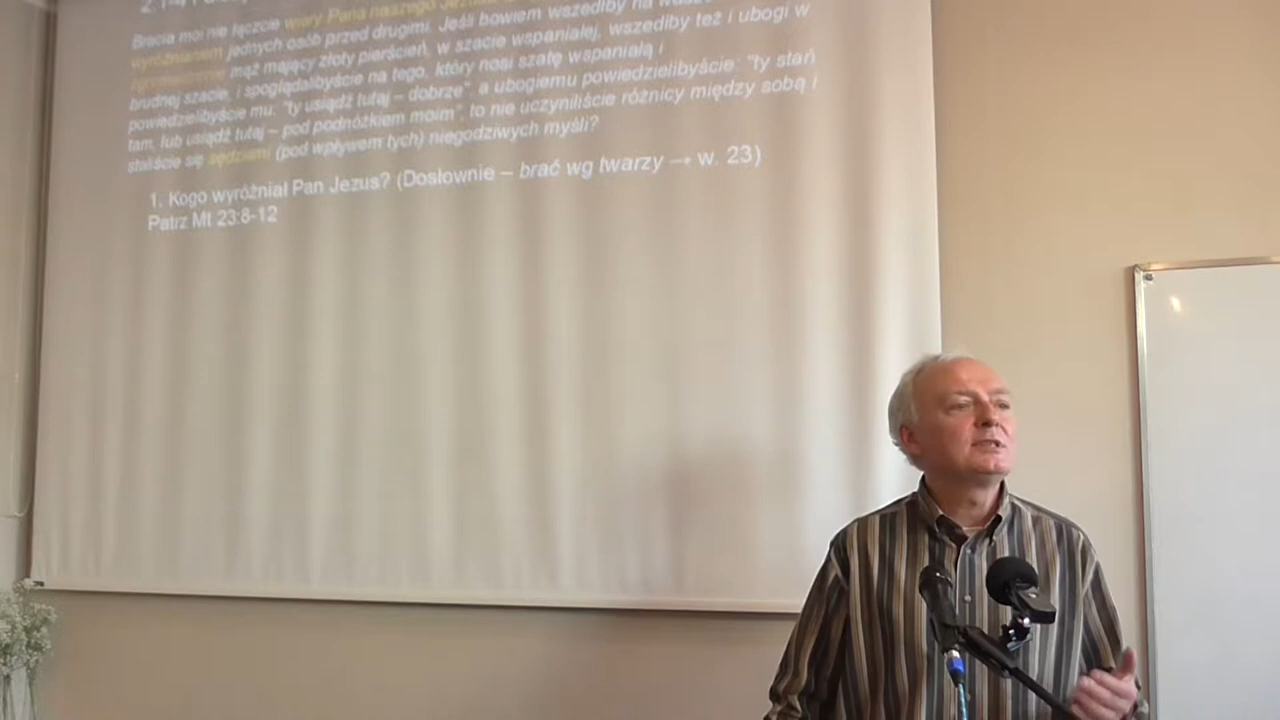 Bracia moi nie łączcie wiary Pana naszego
wyróżnianiem jednych osób przed drugimi. Jeśli bowiem wszedłby na
mąż mający złoty pierścień, w szacie wspaniałej, wszedłby też i ubogi w
brudnej szacie, i spoglądalibyście na tego, który nosi szatę wspaniałą i
powiedzielibyście mu: "ty usiądź tutaj – dobrze", a ubogiemu powiedzielibyście: "ty stań
tam, lub usiądź tutaj – pod podnóżkiem moim", to nie uczyniliście różnicy między sobą i
staliście się sędziami (pod wpływem tych) niegodziwych myśli?
1. Kogo wyróżniał Pan Jezus? (Dosłownie – brać wg twarzy → w. 23)
Patrz Mt 23:8-12